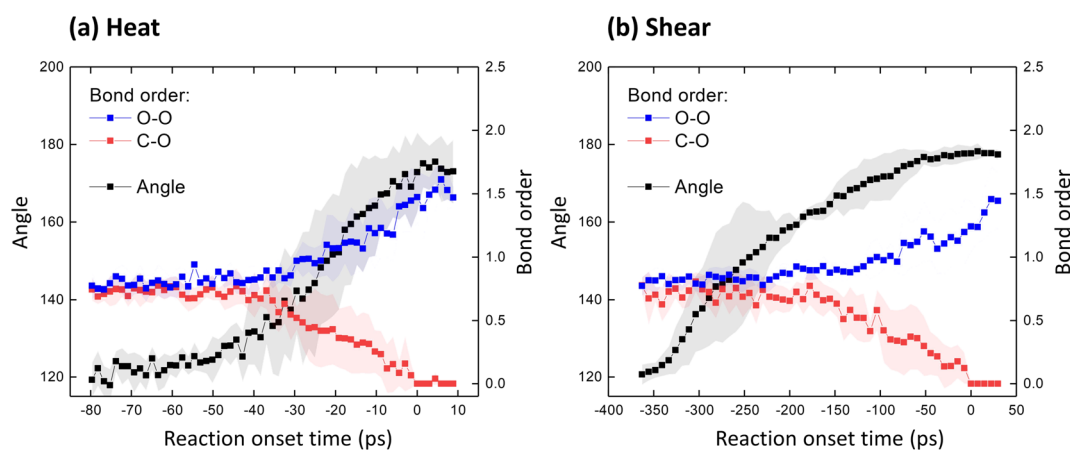 (a) Heat
200
180
160
140
120
Angle
Bond order:
O-O
C-O
Angle
2.5
2.0
1.5
1.0
0.5
0.0
Bond order
-80 -70 -60 -50 -40 -30 -20 -10 0 10
Reaction onset time (ps)
(b) Shear
200
180
160
140
120
Angle
Bond order:
O-O
C-O
Angle
2.5
2.0
1.5
1.0
0.5
0.0
Bond order
-400 -350 -300 -250 -200 -150 -100 -50 0 50
Reaction onset time (ps)